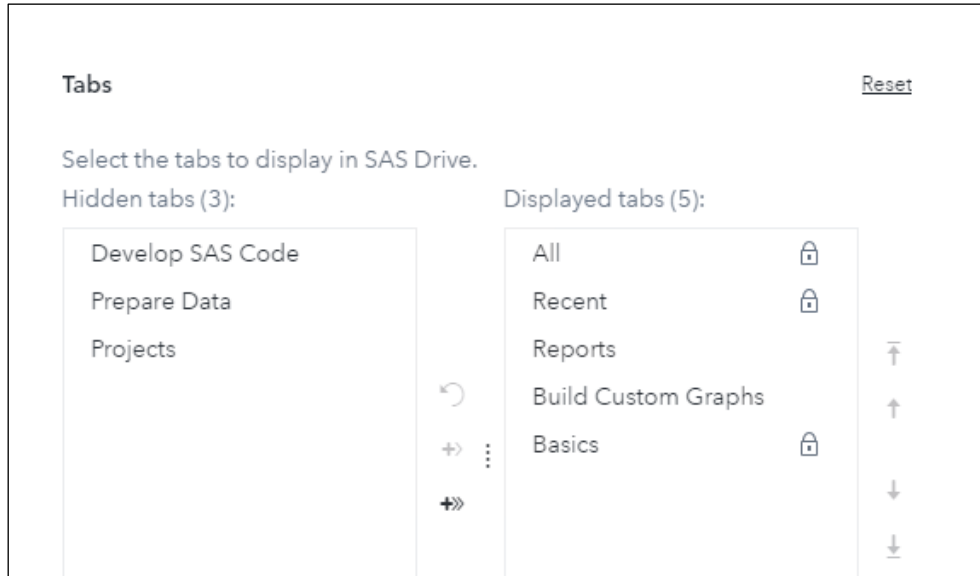 Tabs
Reset
Select the tabs to display in SAS Drive.
Hidden tabs (3):
Displayed tabs (5):
Develop SAS Code
Prepare Data
Projects
All
Recent
Reports
Build Custom Graphs
Basics